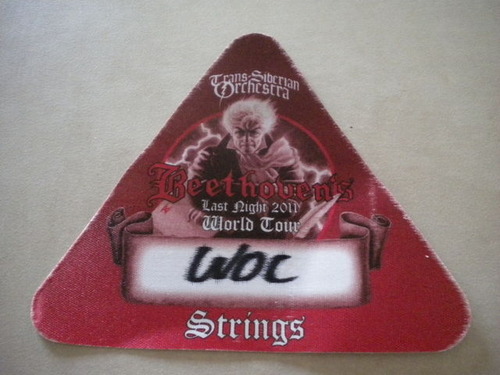 Trans-Siberian
Orchestra
Beethoven's
Last Night 2011
World Tour
WOC
Strings